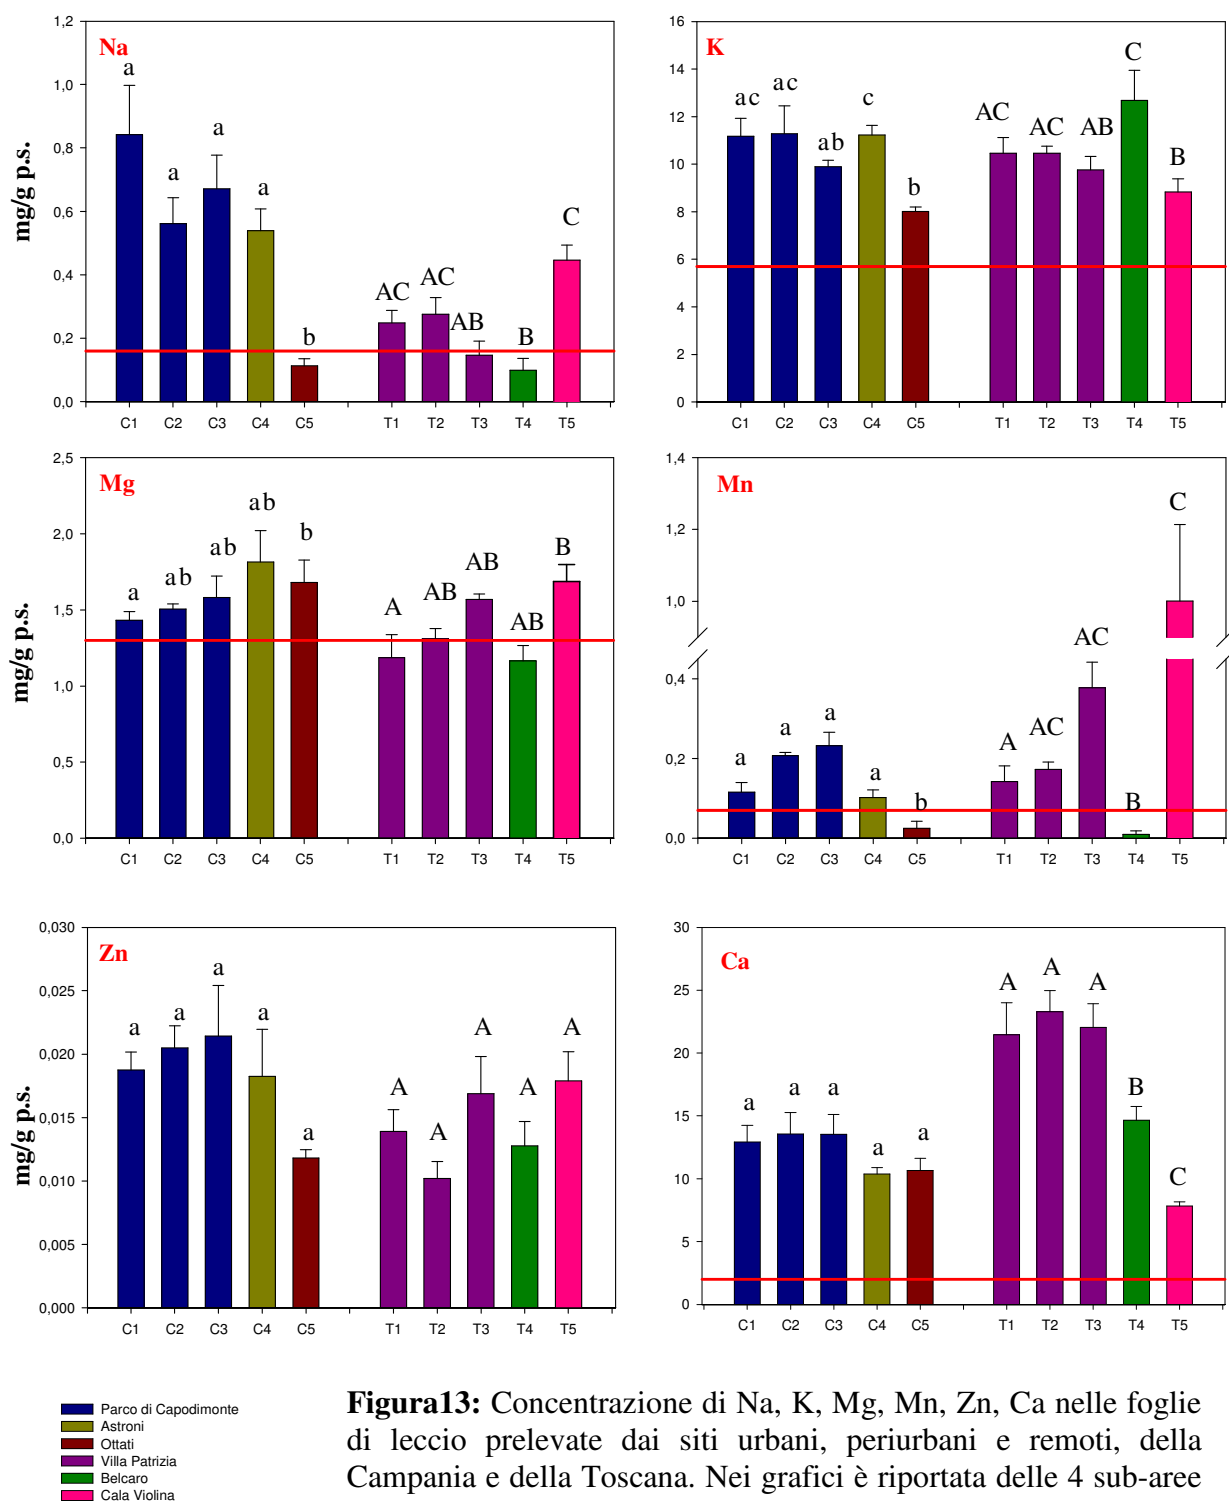 Na
a
a
a
a
b
AC
AC
AB
B
C
mg/g p.s.
1,2
1,0
0,8
0,6
0,4
0,2
0,0
C1 C2 C3 C4 C5 T1 T2 T3 T4 T5
K
ac
ac
ab
c
b
AC
AC
AB
C
B
16
14
12
10
8
6
4
2
0
C1 C2 C3 C4 C5 T1 T2 T3 T4 T5
Mg
a
ab
ab
ab
b
A
AB
AB
AB
B
mg/g p.s.
2,5
2,0
1,5
1,0
0,5
0,0
C1 C2 C3 C4 C5 T1 T2 T3 T4 T5
Mn
a
a
a
a
b
A
AC
AC
B
C
1,4
1,2
1,0
0,4
0,2
0,0
C1 C2 C3 C4 C5 T1 T2 T3 T4 T5
Zn
a
a
a
a
a
A
A
A
A
A
mg/g p.s.
0,030
0,025
0,020
0,015
0,010
0,005
0,000
C1 C2 C3 C4 C5 T1 T2 T3 T4 T5
Ca
a
a
a
a
a
A
A
A
B
C
30
25
20
15
10
5
0
C1 C2 C3 C4 C5 T1 T2 T3 T4 T5
Parco di Capodimonte
Astroni
Ottati
Villa Patrizia
Belcaro
Cala Violina
Figura13: Concentrazione di Na, K, Mg, Mn, Zn, Ca nelle foglie
di leccio prelevate dai siti urbani, periurbani e remoti, della
Campania e della Toscana. Nei grafici è riportata delle 4 sub-aree